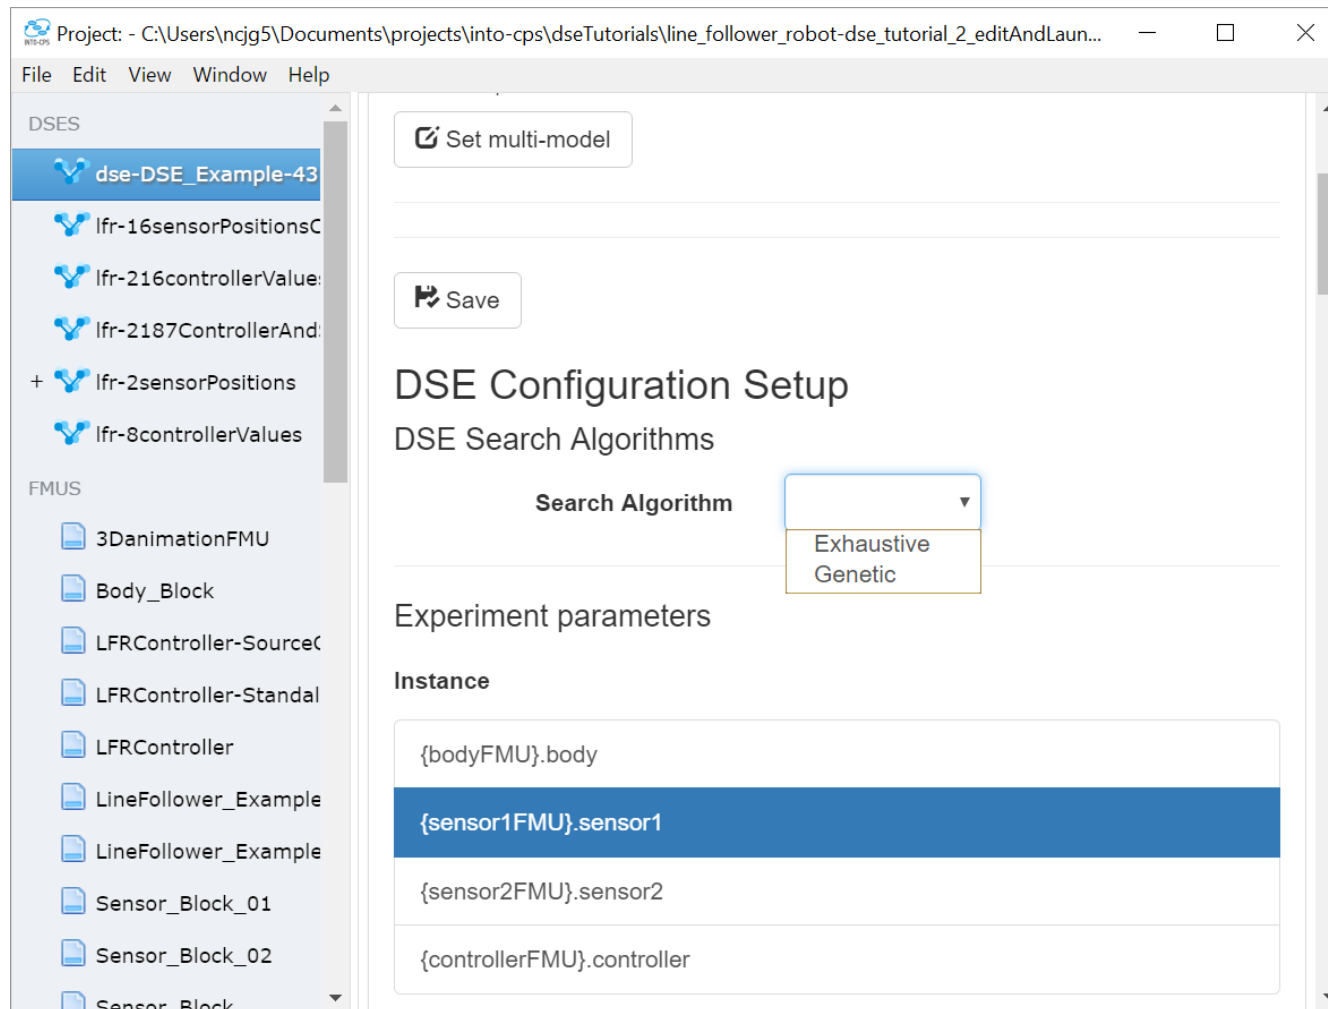 Project: - C:\Users\ncjg5\Documents\projects\into-cps\dseTutorials\line_follower_robot-dse_tutorial_2_editAndLaun...
File Edit View Window Help
DSES
dse-DSE_Example-43
lfr-16sensorPositionsC
lfr-216controllerValue
lfr-2187ControllerAnd
+ lfr-2sensorPositions
lfr-8controllerValues
FMUS
3DanimationFMU
Body_Block
LFRController-SourceC
LFRController-Standal
LFRController
LineFollower_Example
LineFollower_Example
Sensor_Block_01
Sensor_Block_02
Sensor_Block
Set multi-model
Save
DSE Configuration Setup
DSE Search Algorithms
Search Algorithm
Exhaustive
Genetic
Experiment parameters
Instance
{bodyFMU}.body
{sensor1FMU}.sensor1
{sensor2FMU}.sensor2
{controllerFMU}.controller